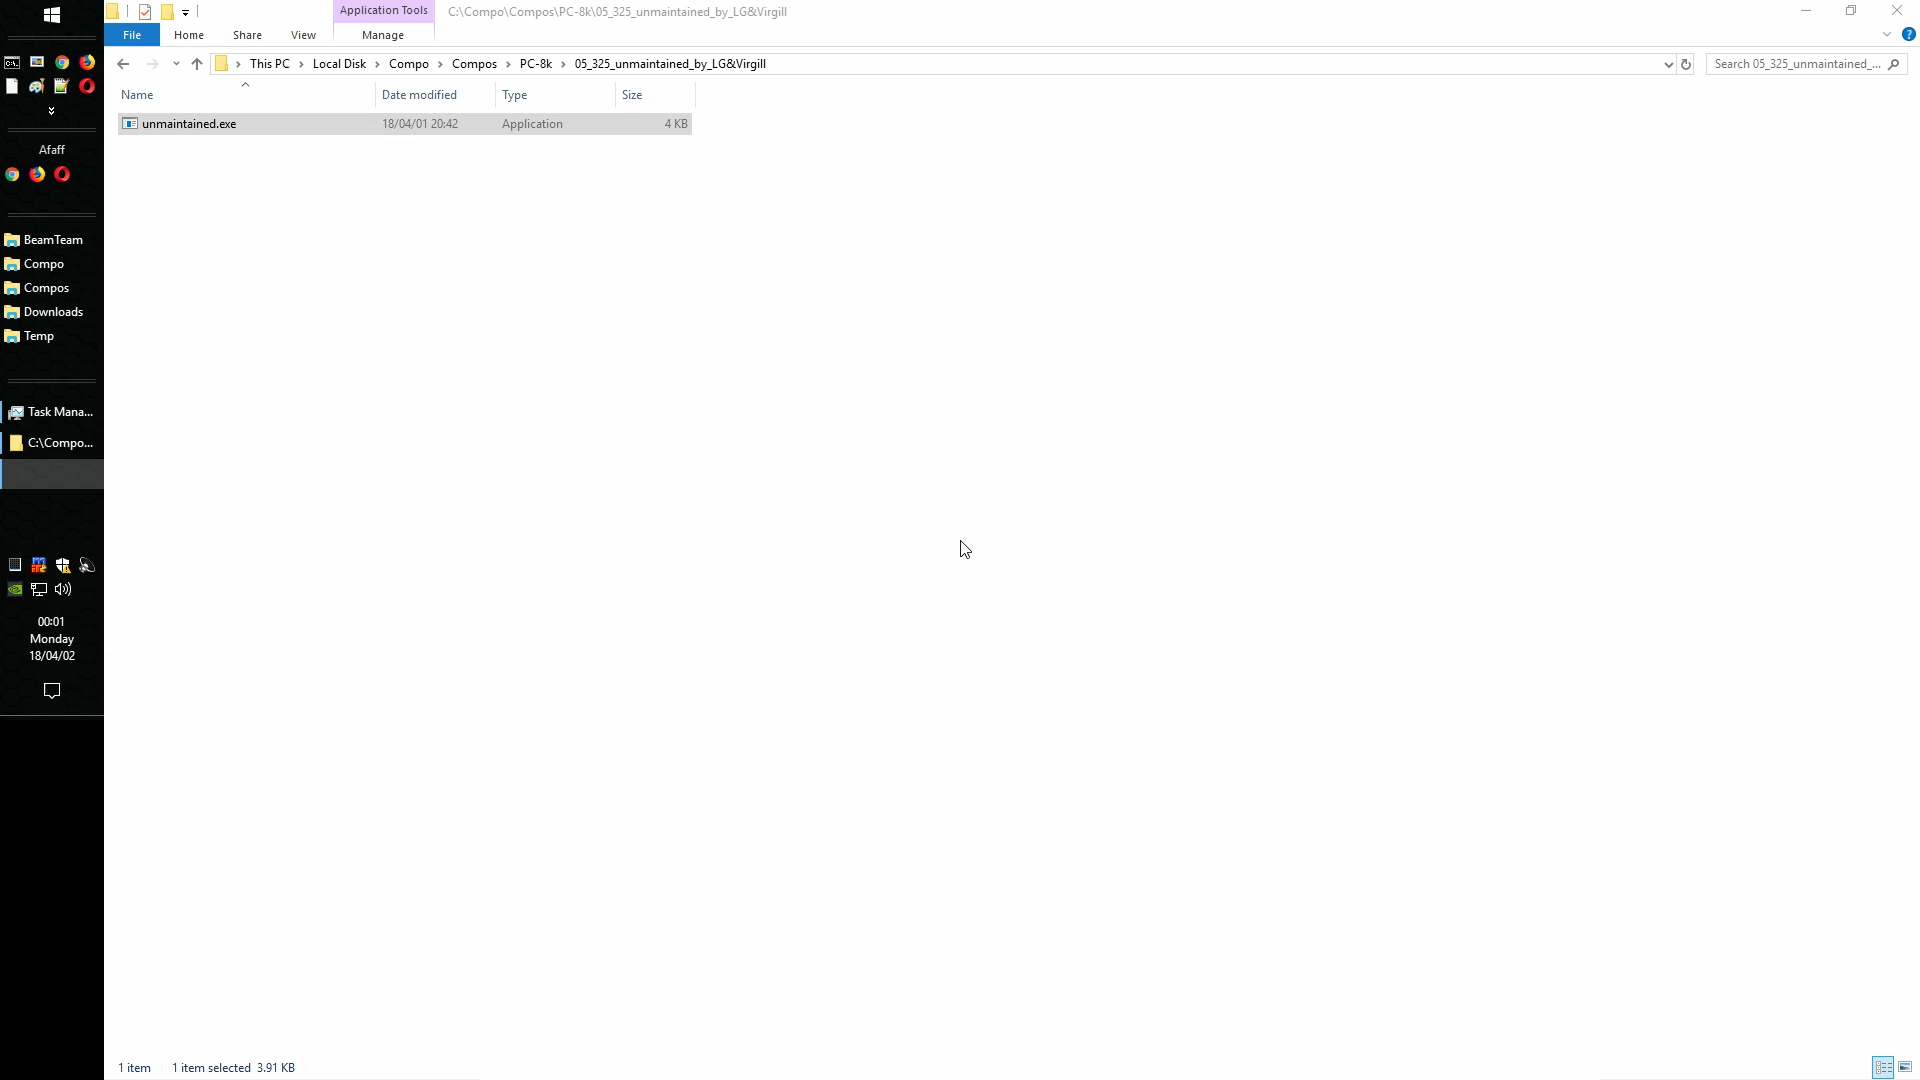 Application Tools
C:\Compo\Compos\PC-8k\05_325_unmaintained_by_LG&Virgill
File Home Share View Manage
This PC Local Disk Compo Compos PC-8k 05_325_unmaintained_by_LG&Virgill
Search 05_325_unmaintained_...
Name Date modified Type Size
unmaintained.exe 18/04/01 20:42 Application 4 KB
Afaff
BeamTeam
Compo
Compos
Downloads
Temp
Task Mana...
C:\Compo...
00:01
Monday
18/04/02
1 item 1 item selected 3.91 KB